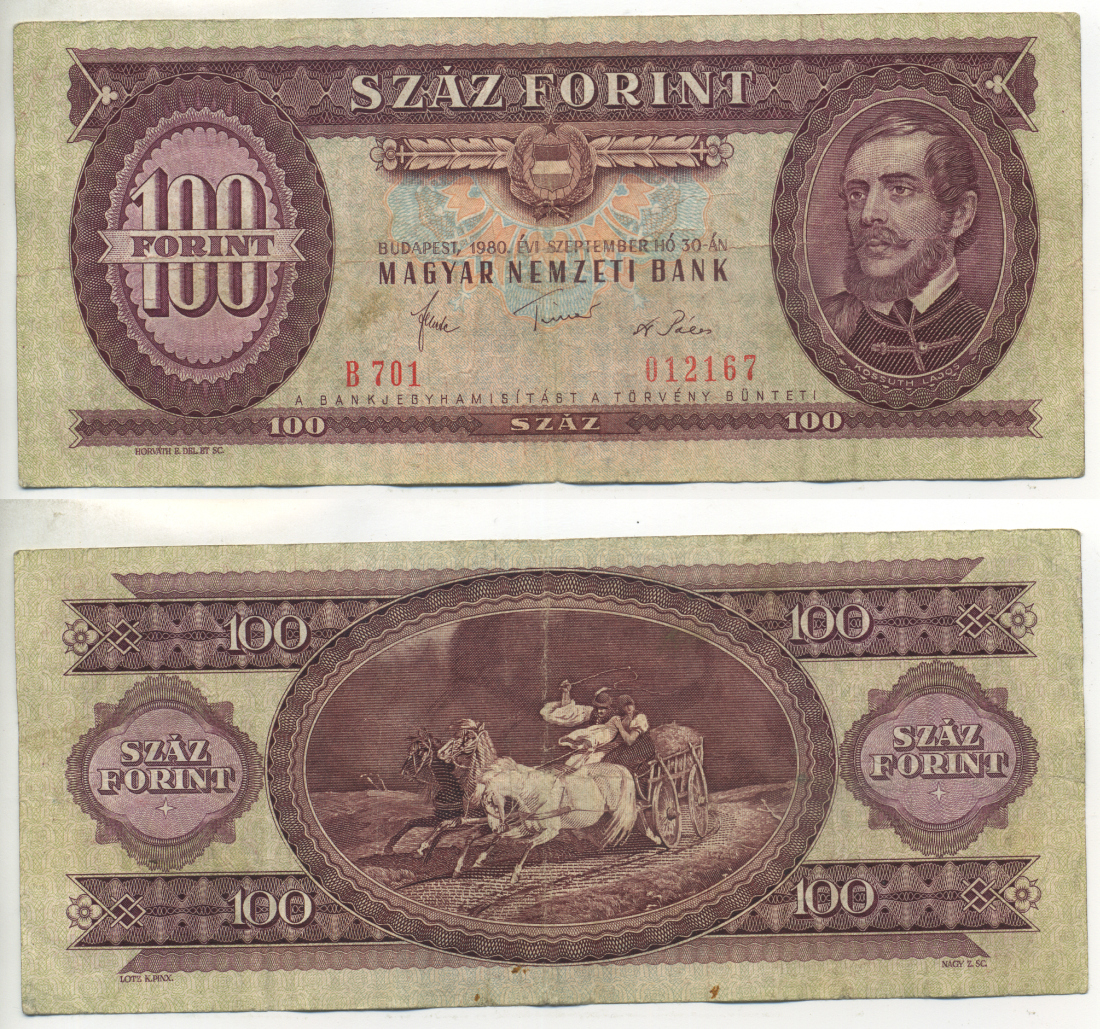 SZÁZ FORINT
100
FORINT
100
BUDAPEST, 1980. ÉVI SZEPTEMBER HÓ 30-ÁN
MAGYAR NEMZETI BANK
B 701
012167
KOSSUTH LAJOS
A BANKJEGYHAMISÍTÁST A TÖRVÉNY BÜNTETI
100
SZÁZ
100
HORVÁTH E. DEL. ET SC.
100
100
SZÁZ
FORINT
SZÁZ
FORINT
100
100
LOTZ K. PINX.
NAGY Z. SC.